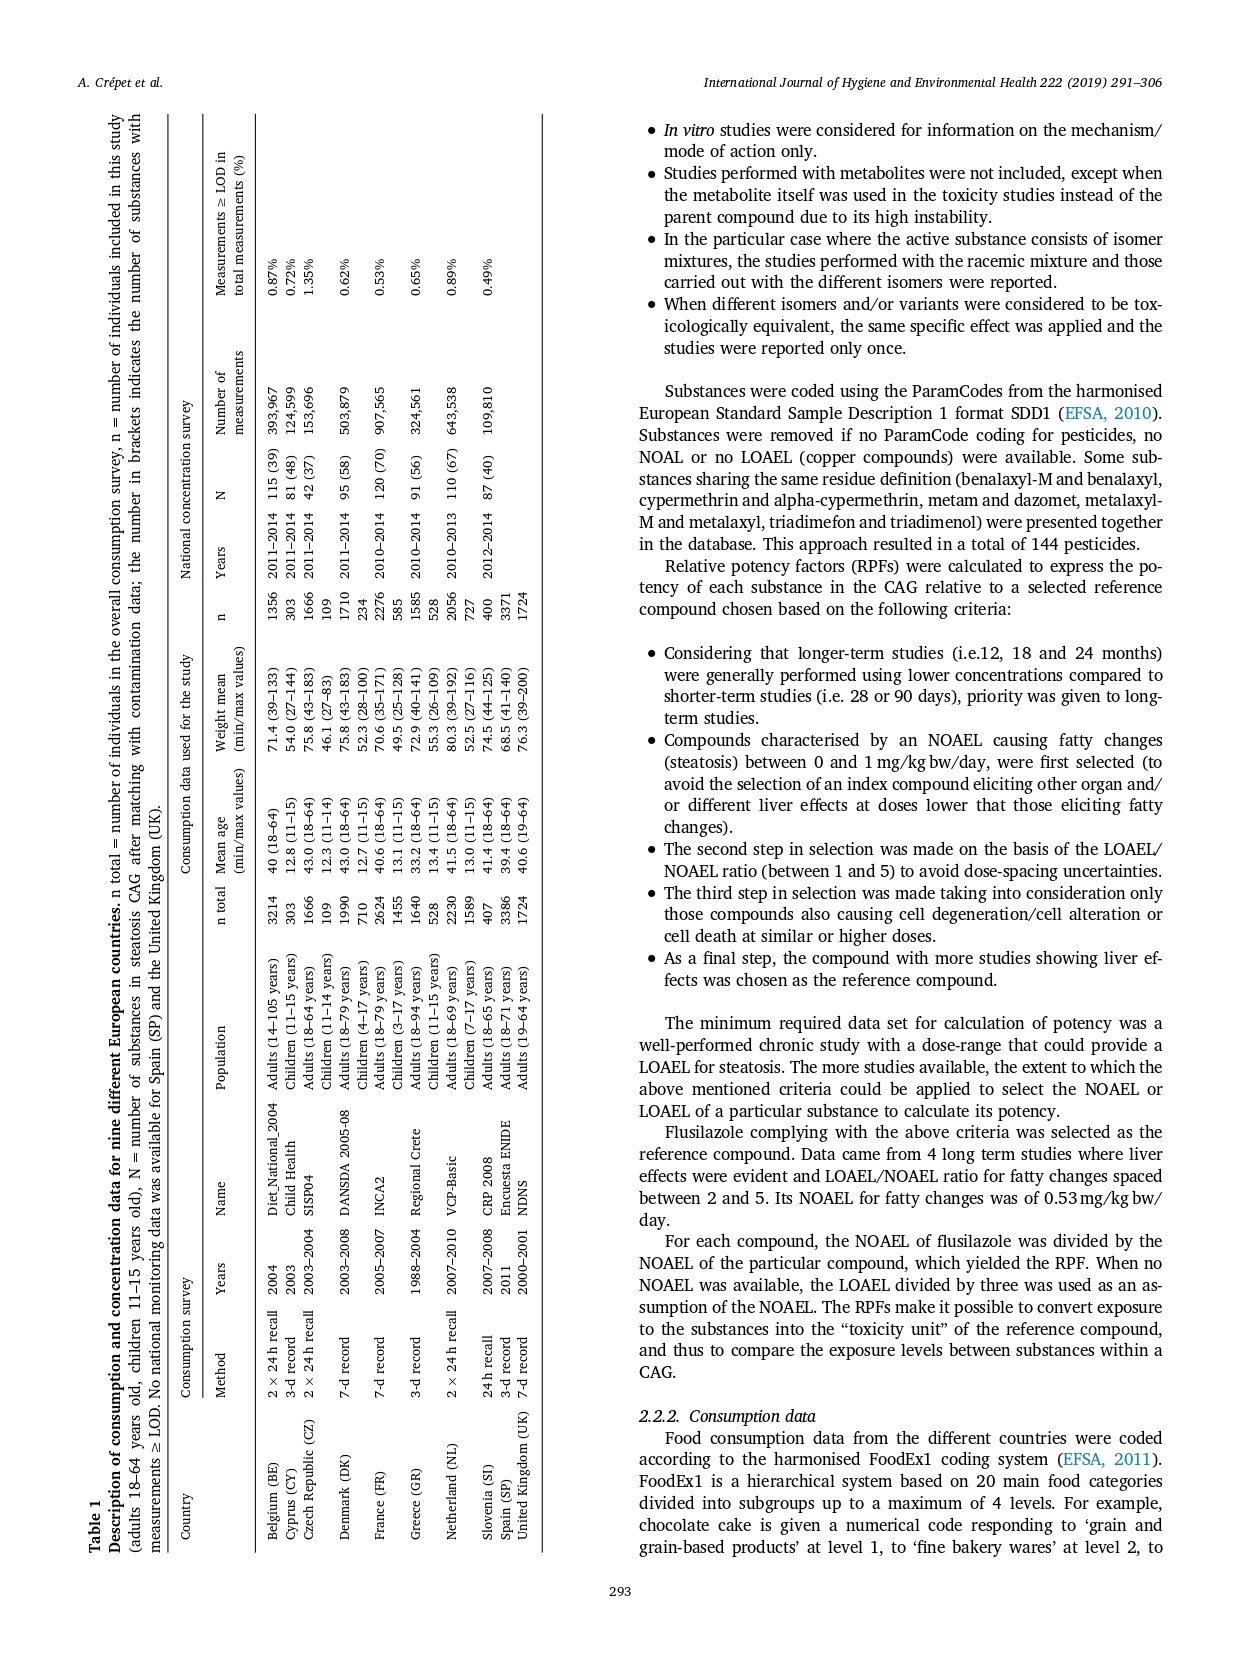 A. Crépet et al.
International Journal of Hygiene and Environmental Health 222 (2019) 291–306
Table 1
Description of consumption and concentration data for nine different European countries. n total = number of individuals in the overall consumption survey, n = number of individuals included in this study
(adults 18–64 years old, children 11–15 years old), N = number of substances in steatosis CAG after matching with contamination data; the number in brackets indicates the number of substances with
measurements ≥ LOD. No national monitoring data was available for Spain (SP) and the United Kingdom (UK).
Country Consumption survey Consumption data used for the study National concentration survey
Method Years Name Population n total Mean age Weight mean n Years N Number of Measurements ≥ LOD in
(min/max values) (min/max values) measurements total measurements (%)
Belgium (BE) 2 × 24 h recall 2004 Diet_National_2004 Adults (14–105 years) 3214 40 (18–64) 71.4 (39–133) 1356 2011–2014 115 (39) 393,967 0.87%
Cyprus (CY) 3-d record 2003 Child Health Children (11–15 years) 303 12.8 (11–15) 54.0 (27–144) 303 2011–2014 81 (48) 124,599 0.72%
Czech Republic (CZ) 2 × 24 h recall 2003–2004 SISP04 Adults (18–64 years) 1666 43.0 (18–64) 75.8 (43–183) 1666 2011–2014 42 (37) 153,696 1.35%
Children (11–14 years) 109 12.3 (11–14) 46.1 (27–83) 109
Denmark (DK) 7-d record 2003–2008 DANSDA 2005-08 Adults (18–79 years) 1990 43.0 (18–64) 75.8 (43–183) 1710 2011–2014 95 (58) 503,879 0.62%
Children (4–17 years) 710 12.7 (11–15) 52.3 (28–100) 234
France (FR) 7-d record 2005–2007 INCA2 Adults (18–79 years) 2624 40.6 (18–64) 70.6 (35–171) 2276 2010–2014 120 (70) 907,565 0.53%
Children (3–17 years) 1455 13.1 (11–15) 49.5 (25–128) 585
Greece (GR) 3-d record 1988–2004 Regional Crete Adults (18–94 years) 1640 33.2 (18–64) 72.9 (40–141) 1585 2010–2014 91 (56) 324,561 0.65%
Children (11–15 years) 528 13.4 (11–15) 55.3 (26–109) 528
Netherland (NL) 2 × 24 h recall 2007–2010 VCP-Basic Adults (18–69 years) 2230 41.5 (18–64) 80.3 (39–192) 2056 2010–2013 110 (67) 643,538 0.89%
Children (7–17 years) 1589 13.0 (11–15) 52.5 (27–116) 727
Slovenia (SI) 24 h recall 2007–2008 CRP 2008 Adults (18–65 years) 407 41.4 (18–64) 74.5 (44–125) 400 2012–2014 87 (40) 109,810 0.49%
Spain (SP) 3-d record 2011 Encuesta ENIDE Adults (18–71 years) 3386 39.4 (18–64) 68.5 (41–140) 3371
United Kingdom (UK) 7-d record 2000–2001 NDNS Adults (19–64 years) 1724 40.6 (19–64) 76.3 (39–200) 1724
• In vitro studies were considered for information on the mechanism/
mode of action only.
• Studies performed with metabolites were not included, except when
the metabolite itself was used in the toxicity studies instead of the
parent compound due to its high instability.
• In the particular case where the active substance consists of isomer
mixtures, the studies performed with the racemic mixture and those
carried out with the different isomers were reported.
• When different isomers and/or variants were considered to be tox-
icologically equivalent, the same specific effect was applied and the
studies were reported only once.
Substances were coded using the ParamCodes from the harmonised
European Standard Sample Description 1 format SDD1 (EFSA, 2010).
Substances were removed if no ParamCode coding for pesticides, no
NOAL or no LOAEL (copper compounds) were available. Some sub-
stances sharing the same residue definition (benalaxyl-M and benalaxyl,
cypermethrin and alpha-cypermethrin, metam and dazomet, metalaxyl-
M and metalaxyl, triadimefon and triadimenol) were presented together
in the database. This approach resulted in a total of 144 pesticides.
Relative potency factors (RPFs) were calculated to express the po-
tency of each substance in the CAG relative to a selected reference
compound chosen based on the following criteria:
• Considering that longer-term studies (i.e.12, 18 and 24 months)
were generally performed using lower concentrations compared to
shorter-term studies (i.e. 28 or 90 days), priority was given to long-
term studies.
• Compounds characterised by an NOAEL causing fatty changes
(steatosis) between 0 and 1 mg/kg bw/day, were first selected (to
avoid the selection of an index compound eliciting other organ and/
or different liver effects at doses lower that those eliciting fatty
changes).
• The second step in selection was made on the basis of the LOAEL/
NOAEL ratio (between 1 and 5) to avoid dose-spacing uncertainties.
• The third step in selection was made taking into consideration only
those compounds also causing cell degeneration/cell alteration or
cell death at similar or higher doses.
• As a final step, the compound with more studies showing liver ef-
fects was chosen as the reference compound.
The minimum required data set for calculation of potency was a
well-performed chronic study with a dose-range that could provide a
LOAEL for steatosis. The more studies available, the extent to which the
above mentioned criteria could be applied to select the NOAEL or
LOAEL of a particular substance to calculate its potency.
Flusilazole complying with the above criteria was selected as the
reference compound. Data came from 4 long term studies where liver
effects were evident and LOAEL/NOAEL ratio for fatty changes spaced
between 2 and 5. Its NOAEL for fatty changes was of 0.53 mg/kg bw/
day.
For each compound, the NOAEL of flusilazole was divided by the
NOAEL of the particular compound, which yielded the RPF. When no
NOAEL was available, the LOAEL divided by three was used as an as-
sumption of the NOAEL. The RPFs make it possible to convert exposure
to the substances into the “toxicity unit” of the reference compound,
and thus to compare the exposure levels between substances within a
CAG.
2.2.2. Consumption data
Food consumption data from the different countries were coded
according to the harmonised FoodEx1 coding system (EFSA, 2011).
FoodEx1 is a hierarchical system based on 20 main food categories
divided into subgroups up to a maximum of 4 levels. For example,
chocolate cake is given a numerical code responding to ‘grain and
grain-based products’ at level 1, to ‘fine bakery wares’ at level 2, to
293